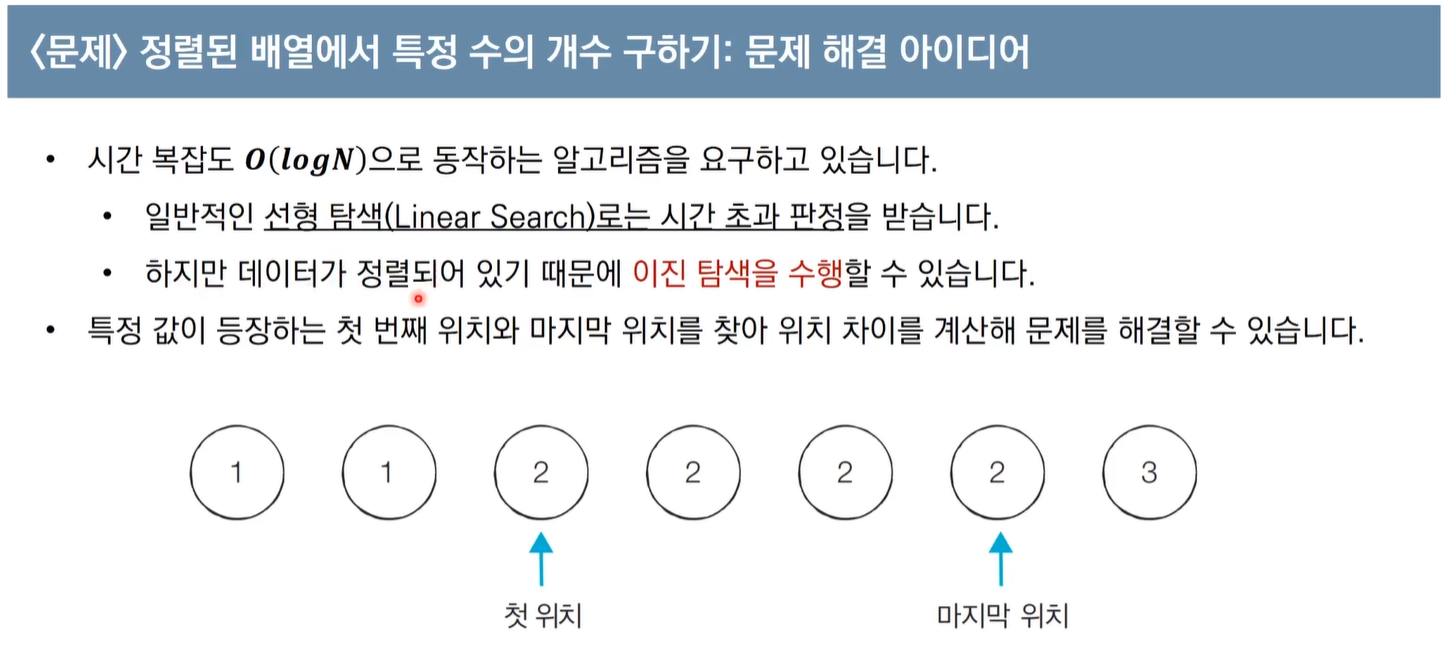 〈문제〉 정렬된 배열에서 특정 수의 개수 구하기: 문제 해결 아이디어
• 시간 복잡도 O(logN)으로 동작하는 알고리즘을 요구하고 있습니다.
• 일반적인 선형 탐색(Linear Search)로는 시간 초과 판정을 받습니다.
• 하지만 데이터가 정렬되어 있기 때문에 이진 탐색을 수행할 수 있습니다.
• 특정 값이 등장하는 첫 번째 위치와 마지막 위치를 찾아 위치 차이를 계산해 문제를 해결할 수 있습니다.
1 1 2 2 2 2 3
첫 위치 마지막 위치